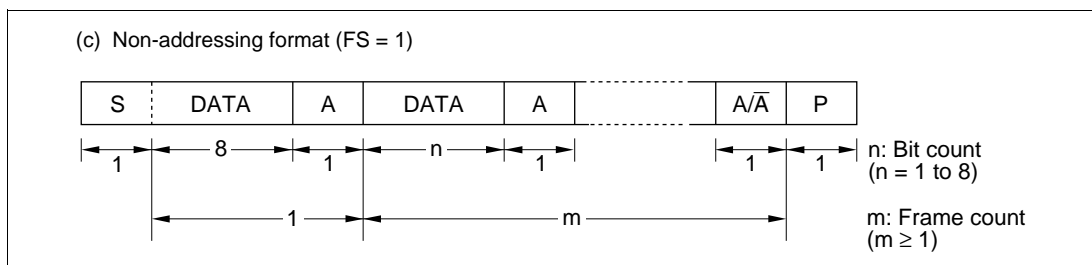 (c) Non-addressing format (FS = 1)
S DATA A DATA A A/A̅ P
1 8 1 n 1 1 1
n: Bit count
(n = 1 to 8)
1 m
m: Frame count
(m ≥ 1)